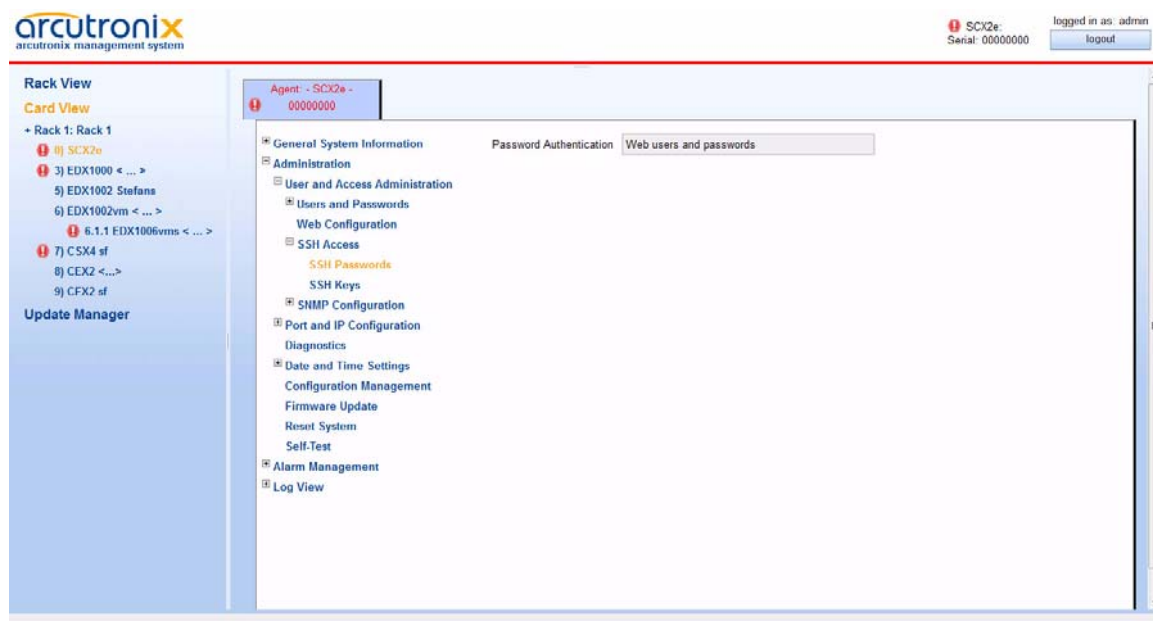 arcutronix
arcutronix management system
SCX2e:
Serial: 00000000
logged in as: admin
logout
Rack View
Card View
+ Rack 1: Rack 1
0) SCX2e
3) EDX1000 < ... >
5) EDX1002 Stefans
6) EDX1002vm < ... >
6.1.1 EDX1006vms < ... >
7) CSX4 sf
8) CEX2 <...>
9) CFX2 sf
Update Manager
Agent: - SCX2e -
00000000
General System Information
Administration
User and Access Administration
Users and Passwords
Web Configuration
SSH Access
SSH Passwords
SSH Keys
SNMP Configuration
Port and IP Configuration
Diagnostics
Date and Time Settings
Configuration Management
Firmware Update
Reset System
Self-Test
Alarm Management
Log View
Password Authentication Web users and passwords